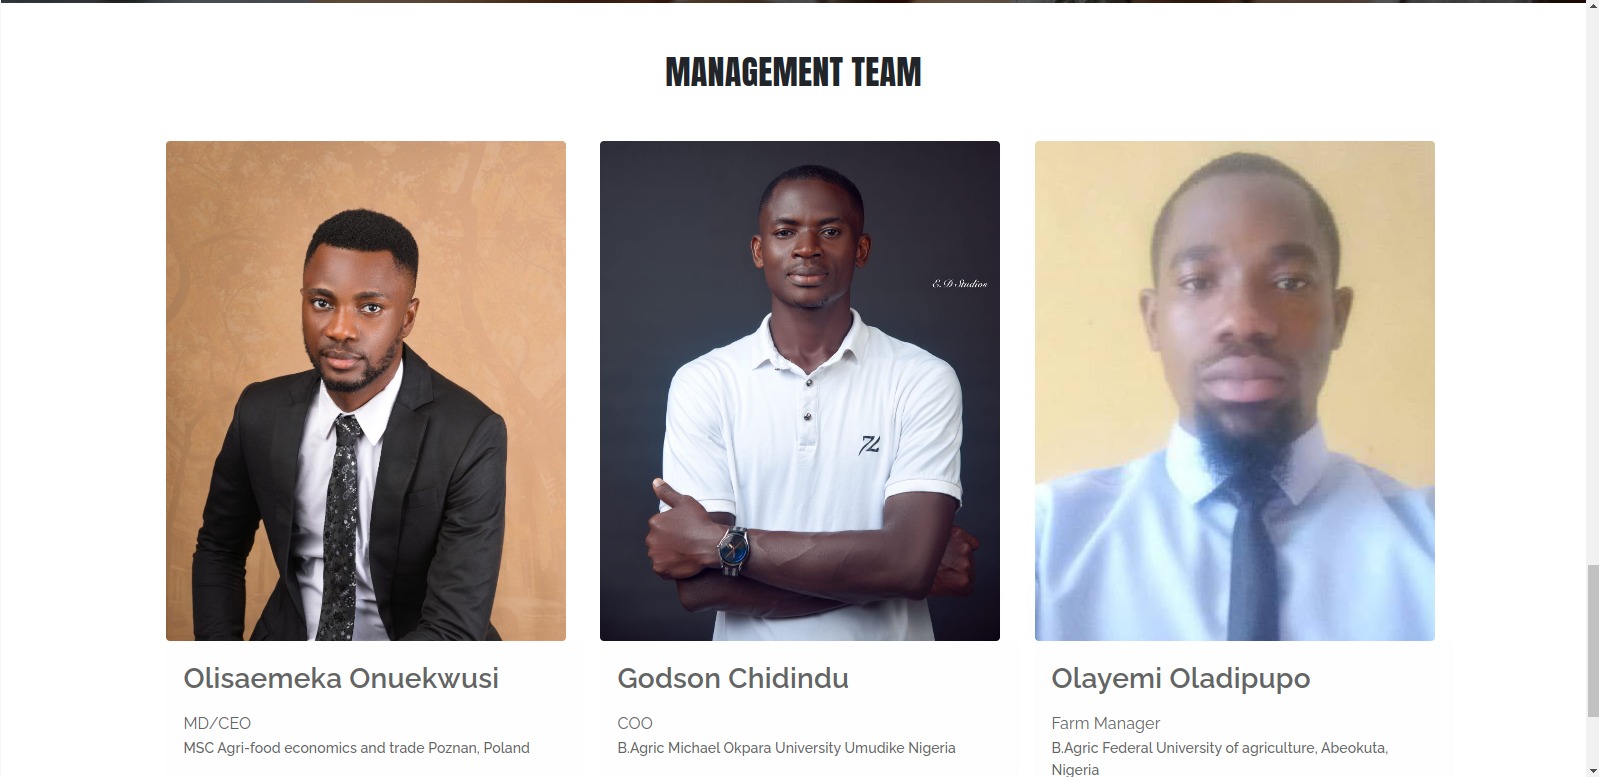 MANAGEMENT TEAM
E.D Studios
Olisaemeka Onuekwusi
MD/CEO
MSC Agri-food economics and trade Poznan, Poland
Godson Chidindu
COO
B.Agric Michael Okpara University Umudike Nigeria
Olayemi Oladipupo
Farm Manager
B.Agric Federal University of agriculture, Abeokuta,
Nigeria